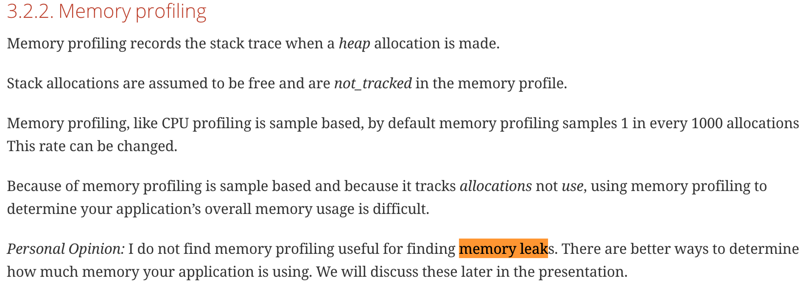 3.2.2. Memory profiling
Memory profiling records the stack trace when a heap allocation is made.
Stack allocations are assumed to be free and are not_tracked in the memory profile.
Memory profiling, like CPU profiling is sample based, by default memory profiling samples 1 in every 1000 allocations
This rate can be changed.
Because of memory profiling is sample based and because it tracks allocations not use, using memory profiling to
determine your application’s overall memory usage is difficult.
Personal Opinion: I do not find memory profiling useful for finding memory leaks. There are better ways to determine
how much memory your application is using. We will discuss these later in the presentation.